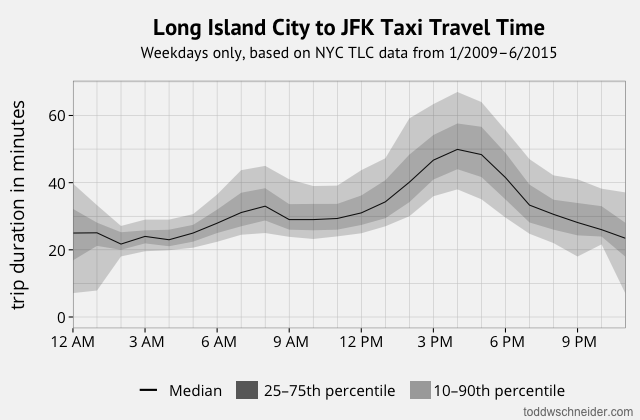 Long Island City to JFK Taxi Travel Time
Weekdays only, based on NYC TLC data from 1/2009–6/2015
trip duration in minutes
60
40
20
0
12 AM 3 AM 6 AM 9 AM 12 PM 3 PM 6 PM 9 PM
Median 25–75th percentile 10–90th percentile
toddwschneider.com